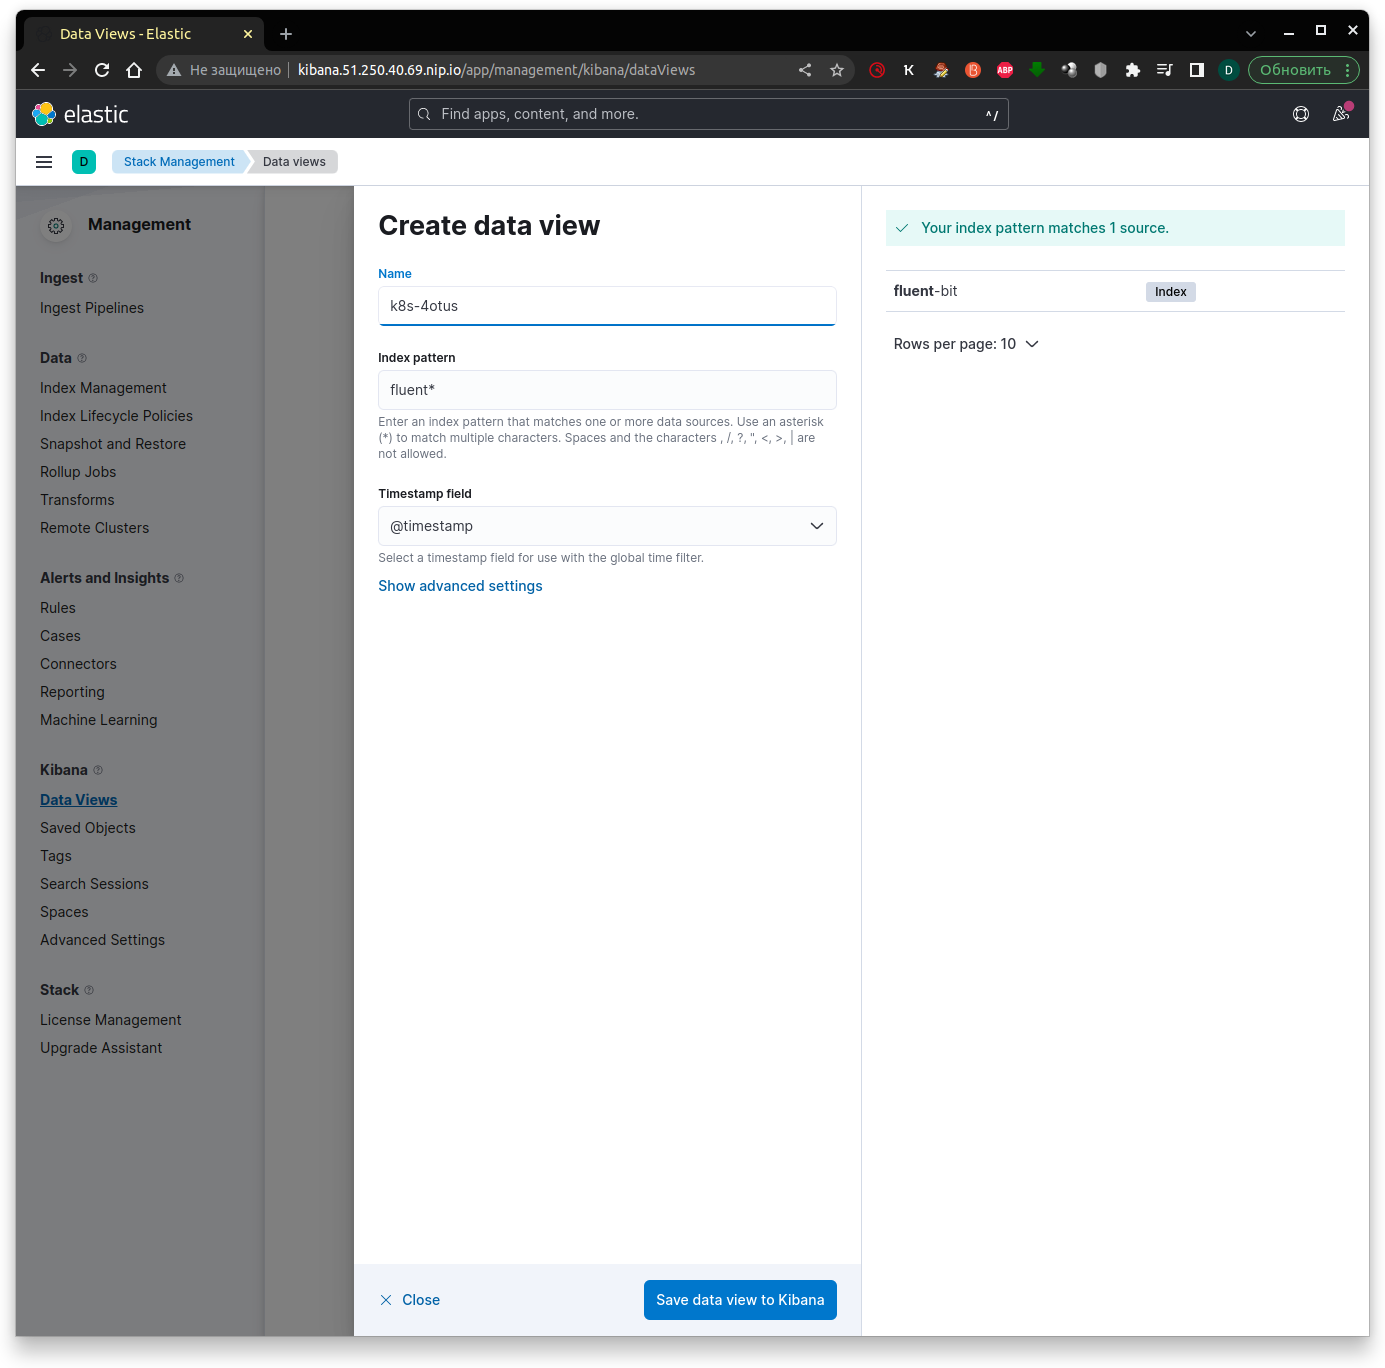 Data Views - Elastic
Не защищено
kibana.51.250.40.69.nip.io/app/management/kibana/dataViews
K
B
ABP
D
Обновить
elastic
Find apps, content, and more.
^/
D
Stack Management
Data views
Management
Ingest
Ingest Pipelines
Data
Index Management
Index Lifecycle Policies
Snapshot and Restore
Rollup Jobs
Transforms
Remote Clusters
Alerts and Insights
Rules
Cases
Connectors
Reporting
Machine Learning
Kibana
Data Views
Saved Objects
Tags
Search Sessions
Spaces
Advanced Settings
Stack
License Management
Upgrade Assistant
Create data view
Name
k8s-4otus
Index pattern
fluent*
Enter an index pattern that matches one or more data sources. Use an asterisk
(*) to match multiple characters. Spaces and the characters , /, ?, ", <, >, | are
not allowed.
Timestamp field
@timestamp
Select a timestamp field for use with the global time filter.
Show advanced settings
Close
Save data view to Kibana
Your index pattern matches 1 source.
fluent-bit
Index
Rows per page: 10